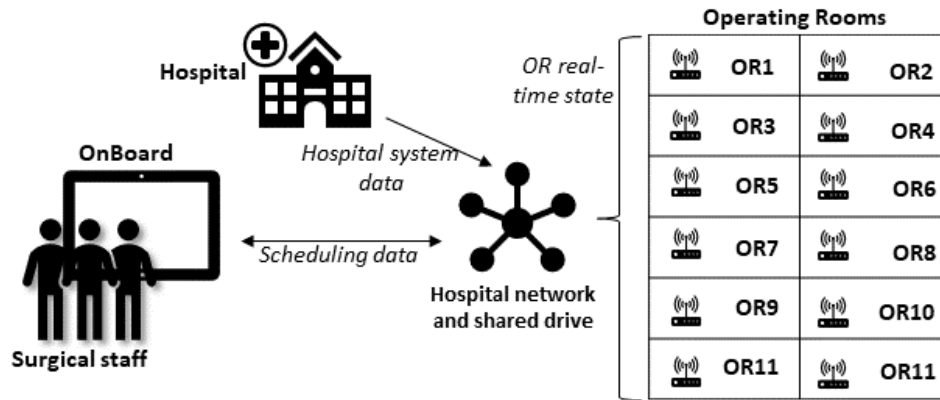 Operating Rooms
Hospital
OR real-
time state
OR1
OR2
OR3
OR4
OR5
OR6
OR7
OR8
OR9
OR10
OR11
OR11
OnBoard
Hospital system
data
Scheduling data
Hospital network
and shared drive
Surgical staff